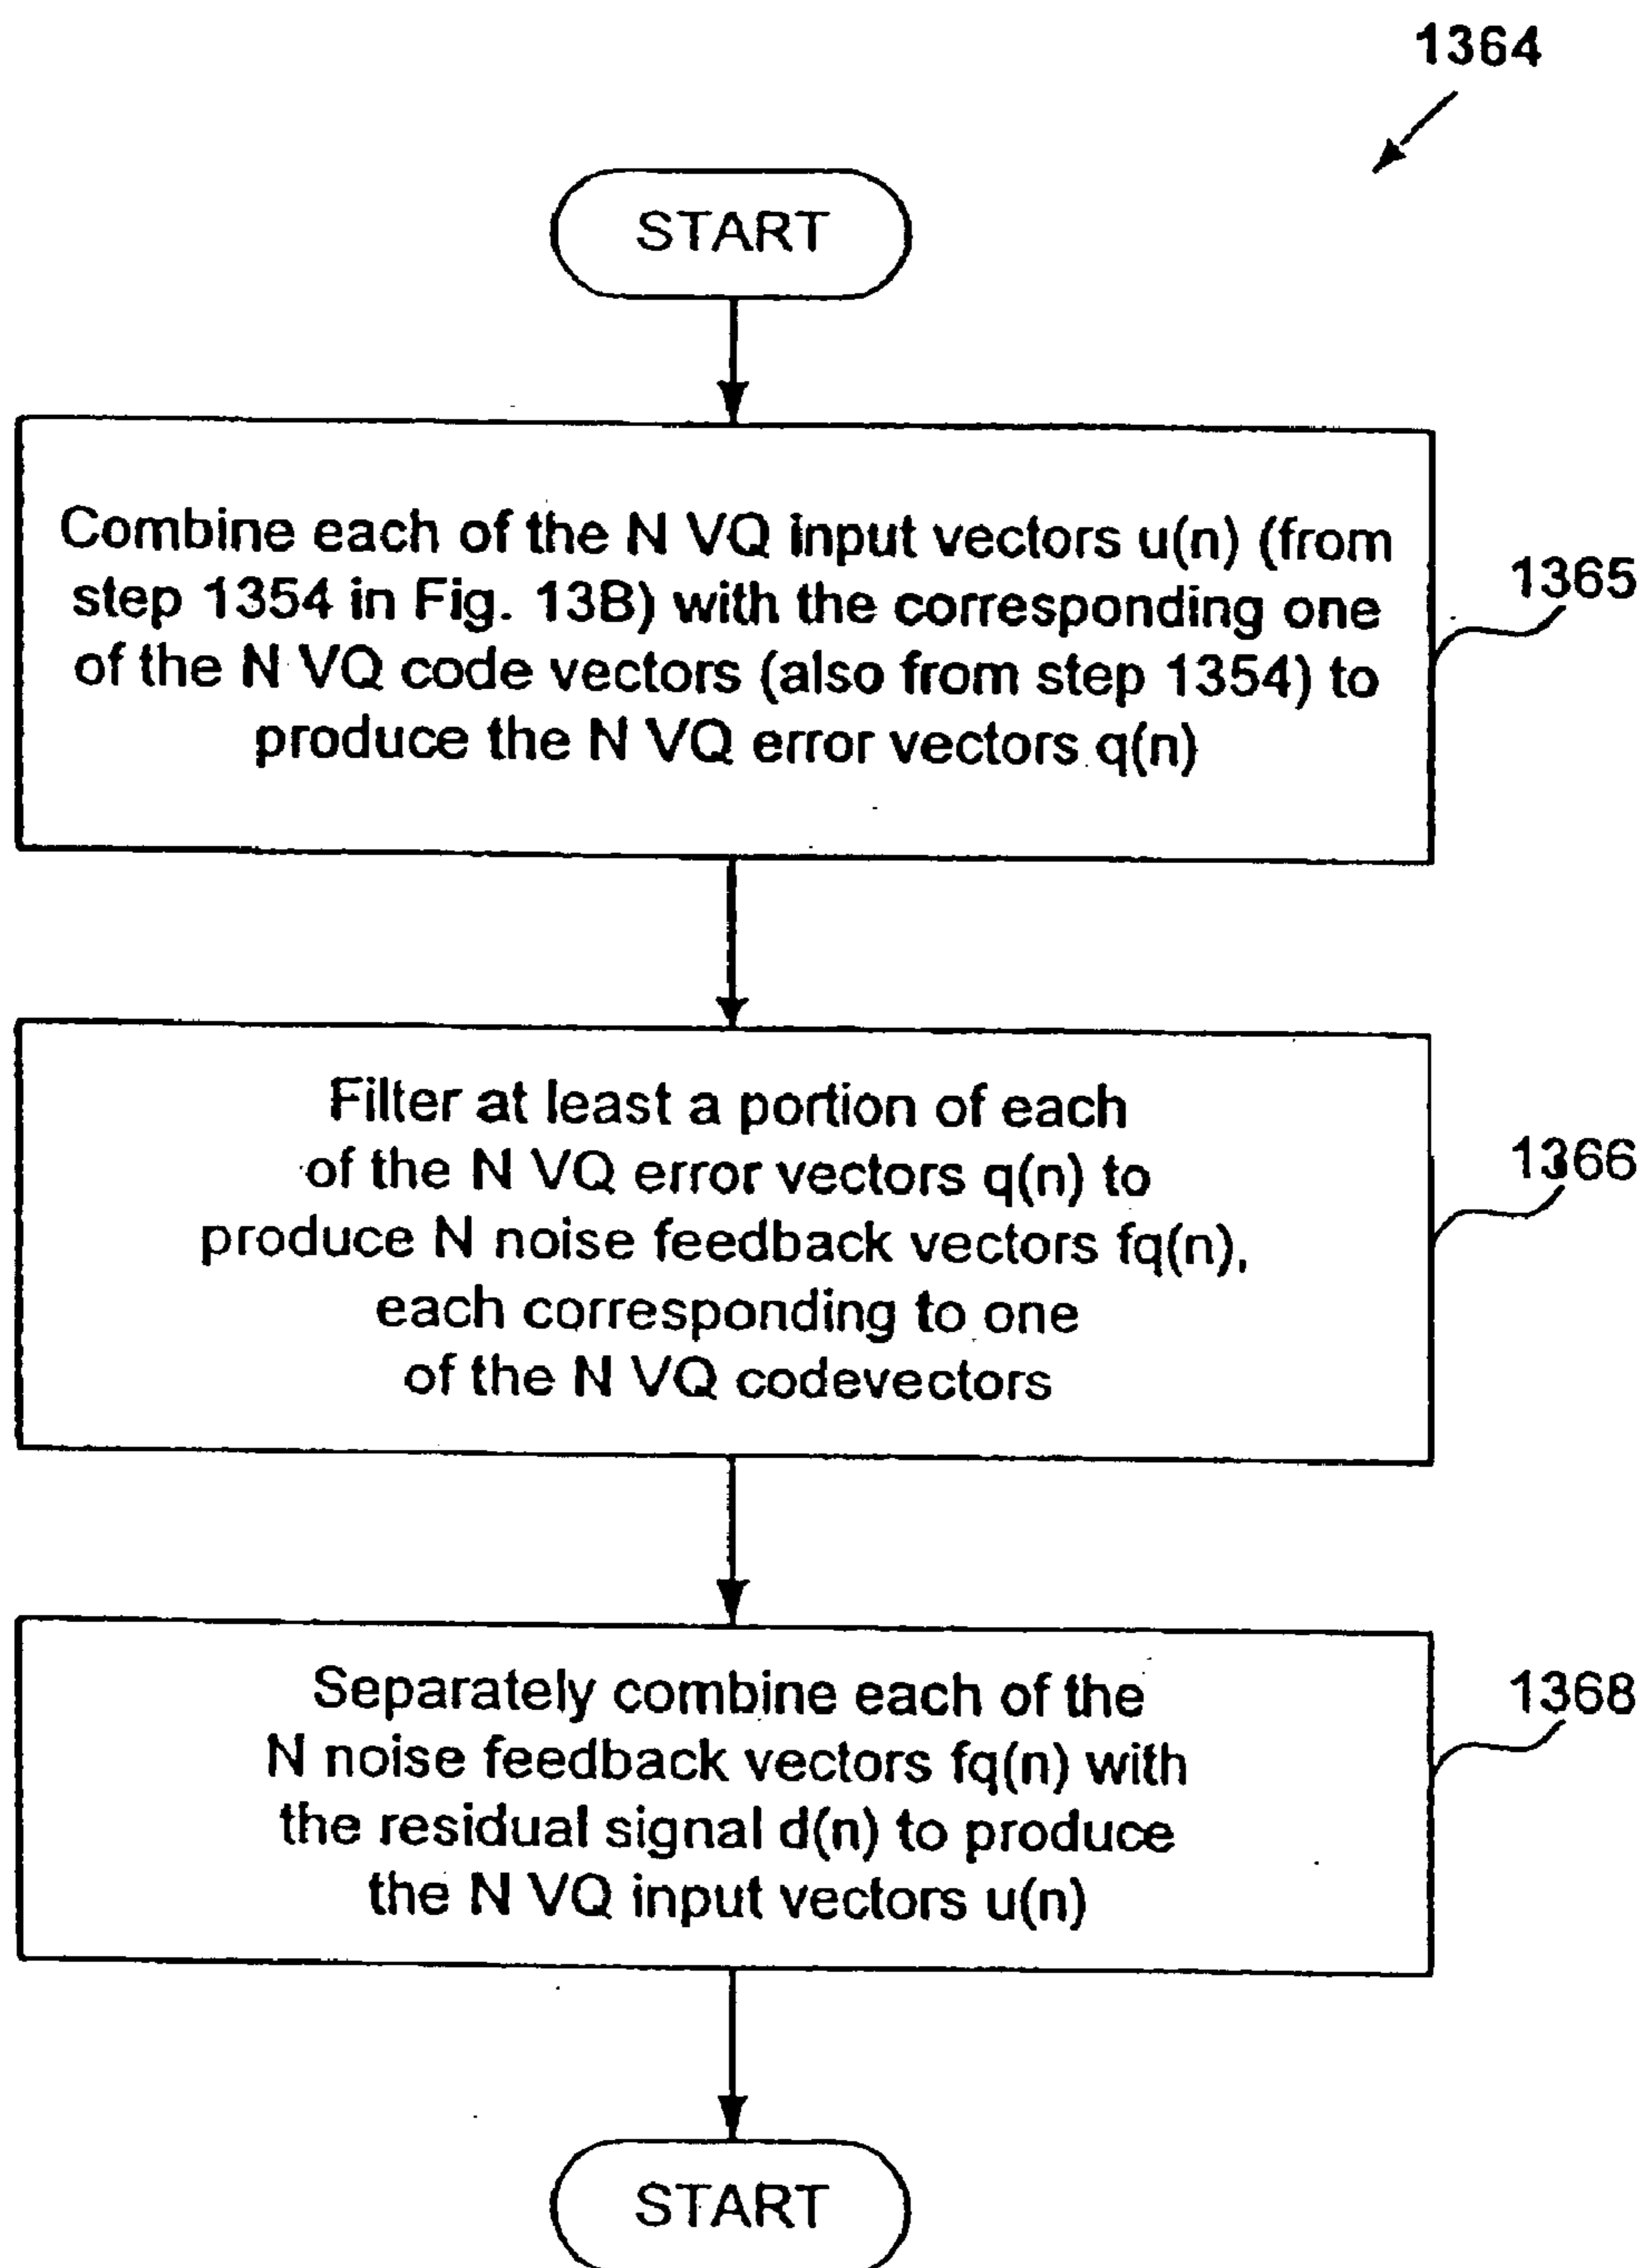 1364
START
Combine each of the N VQ input vectors u(n) (from
step 1354 in Fig. 13B) with the corresponding one
of the N VQ code vectors (also from step 1354) to
produce the N VQ error vectors q(n)
1365
Filter at least a portion of each
of the N VQ error vectors q(n) to
produce N noise feedback vectors fq(n),
each corresponding to one
of the N VQ codevectors
1366
Separately combine each of the
N noise feedback vectors fq(n) with
the residual signal d(n) to produce
the N VQ input vectors u(n)
1368
START